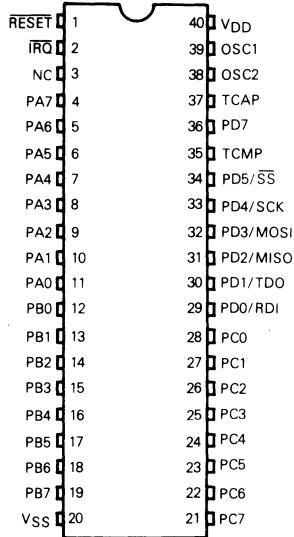 R̅E̅S̅E̅T̅ 1 40 VDD
I̅R̅Q̅ 2 39 OSC1
NC 3 38 OSC2
PA7 4 37 TCAP
PA6 5 36 PD7
PA5 6 35 TCMP
PA4 7 34 PD5/S̅S̅
PA3 8 33 PD4/SCK
PA2 9 32 PD3/MOSI
PA1 10 31 PD2/MISO
PA0 11 30 PD1/TDO
PB0 12 29 PD0/RDI
PB1 13 28 PC0
PB2 14 27 PC1
PB3 15 26 PC2
PB4 16 25 PC3
PB5 17 24 PC4
PB6 18 23 PC5
PB7 19 22 PC6
VSS 20 21 PC7